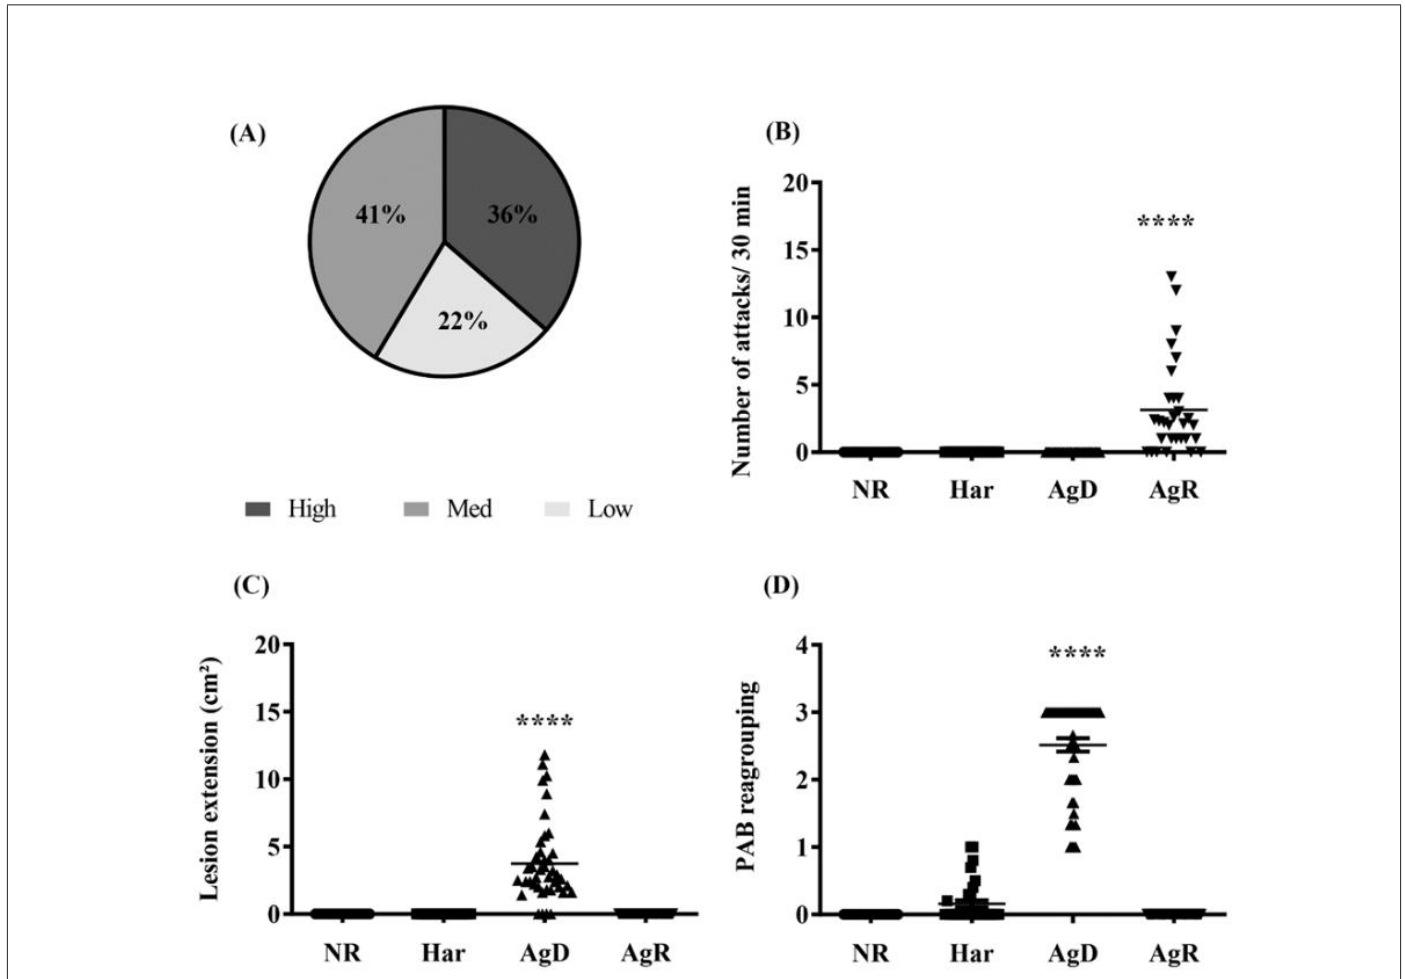 (A)
41%
36%
22%
High
Med
Low
(B)
Number of attacks/ 30 min
20
15
10
5
0
****
NR
Har
AgD
AgR
(C)
Lesion extension (cm²)
20
15
10
5
0
****
NR
Har
AgD
AgR
(D)
PAB reagrouping
4
3
2
1
0
****
NR
Har
AgD
AgR